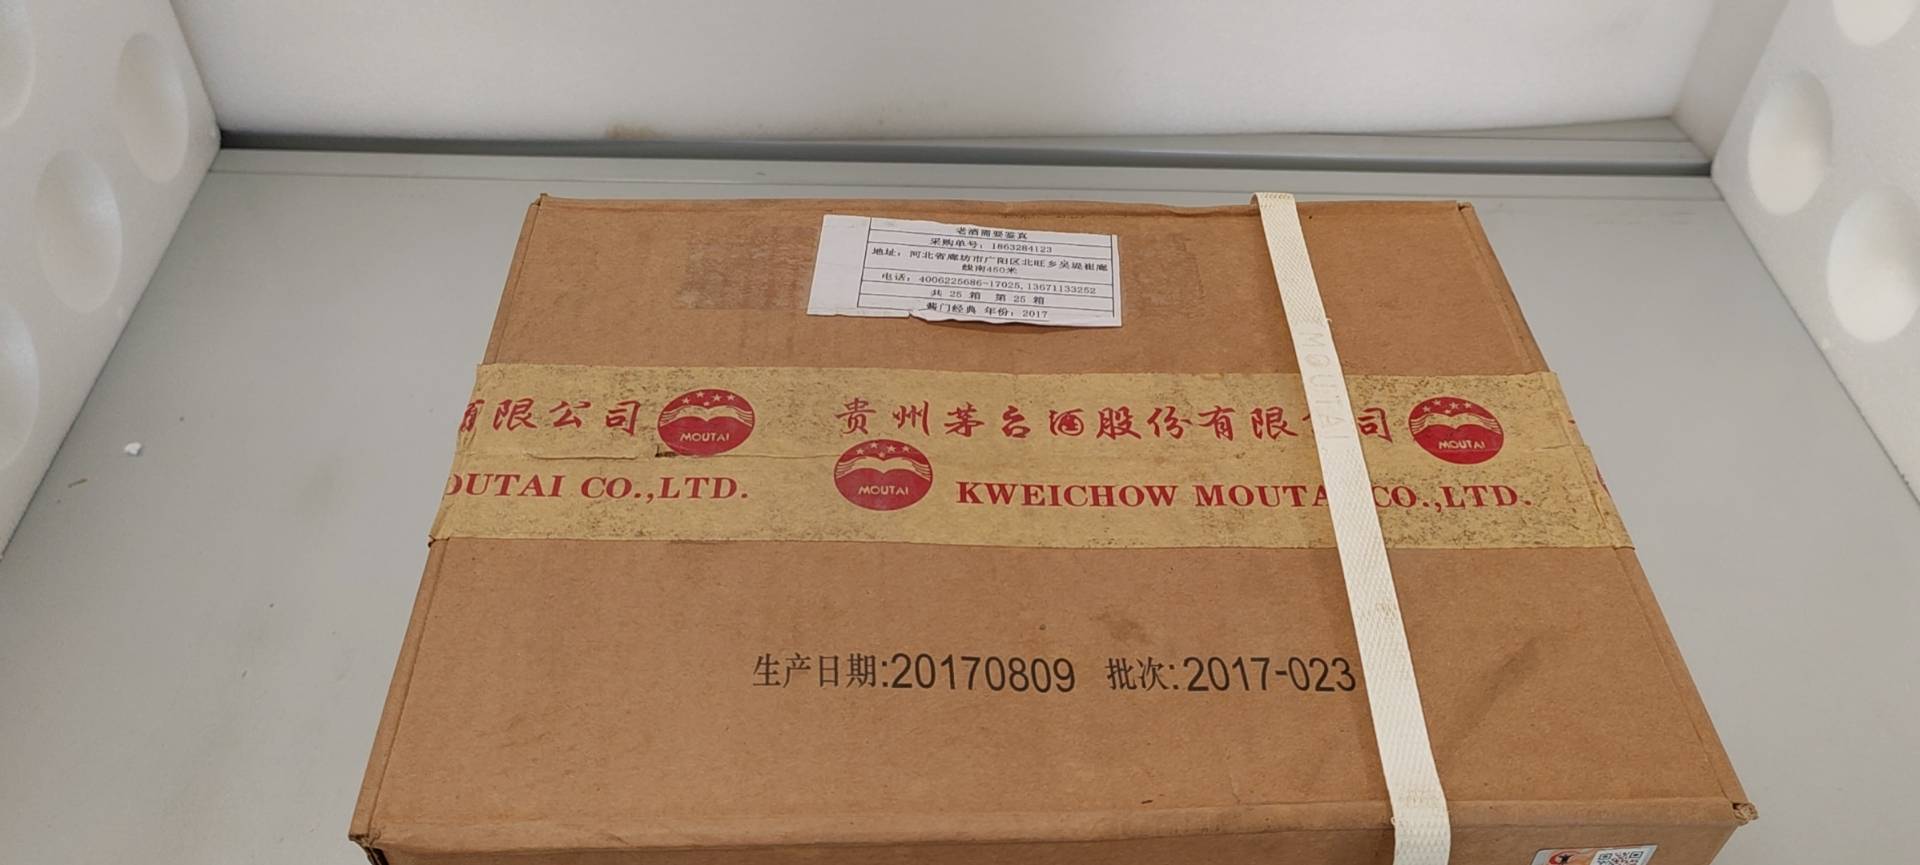 老酒需要鉴真
采购单号：1863284123
地址：河北省廊坊市广阳区北旺乡吴堤崔廊
线南450米
电话：4006225686-17025,13671133252
共 25 箱 第 25 箱
酱门经典 年份：2017
MOUTAI
有限公司 MOUTAI 贵州茅台酒股份有限 司 MOUTAI
OUTAI CO.,LTD. MOUTAI KWEICHOW MOUTA CO.,LTD.
生产日期:20170809 批次:2017-023